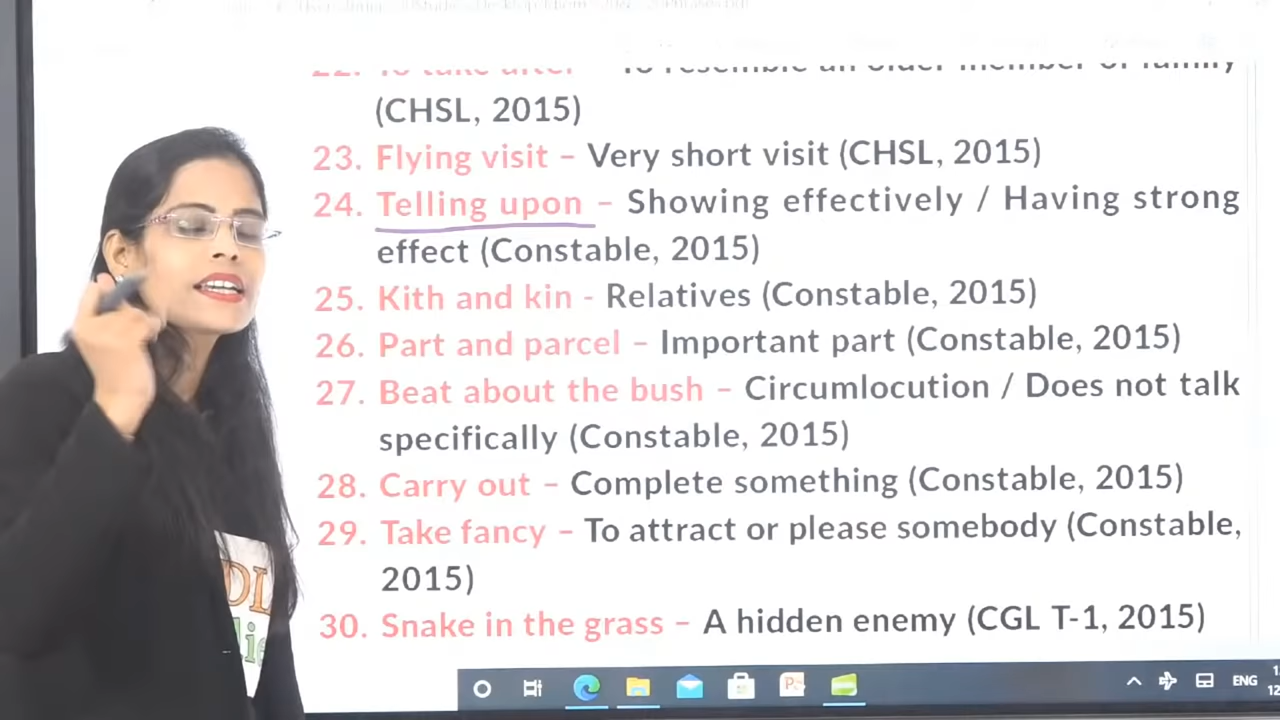 22. To take after – To resemble an older member of family
(CHSL, 2015)
23. Flying visit – Very short visit (CHSL, 2015)
24. Telling upon – Showing effectively / Having strong
effect (Constable, 2015)
25. Kith and kin - Relatives (Constable, 2015)
26. Part and parcel – Important part (Constable, 2015)
27. Beat about the bush – Circumlocution / Does not talk
specifically (Constable, 2015)
28. Carry out – Complete something (Constable, 2015)
29. Take fancy – To attract or please somebody (Constable,
2015)
30. Snake in the grass – A hidden enemy (CGL T-1, 2015)
ENG